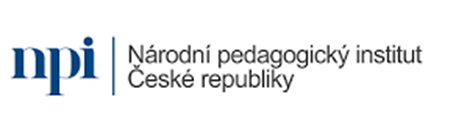 npi
Národní pedagogický institut
České republiky